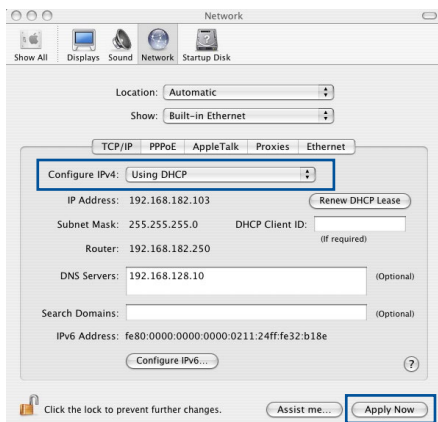 Network
Show All Displays Sound Network Startup Disk
Location: Automatic
Show: Built-in Ethernet
TCP/IP PPPoE AppleTalk Proxies Ethernet
Configure IPv4: Using DHCP
IP Address: 192.168.182.103 Renew DHCP Lease
Subnet Mask: 255.255.255.0 DHCP Client ID:
(If required)
Router: 192.168.182.250
DNS Servers: 192.168.128.10 (Optional)
Search Domains: (Optional)
IPv6 Address: fe80:0000:0000:0000:0211:24ff:fe32:b18e
Configure IPv6... ?
Click the lock to prevent further changes. Assist me... Apply Now